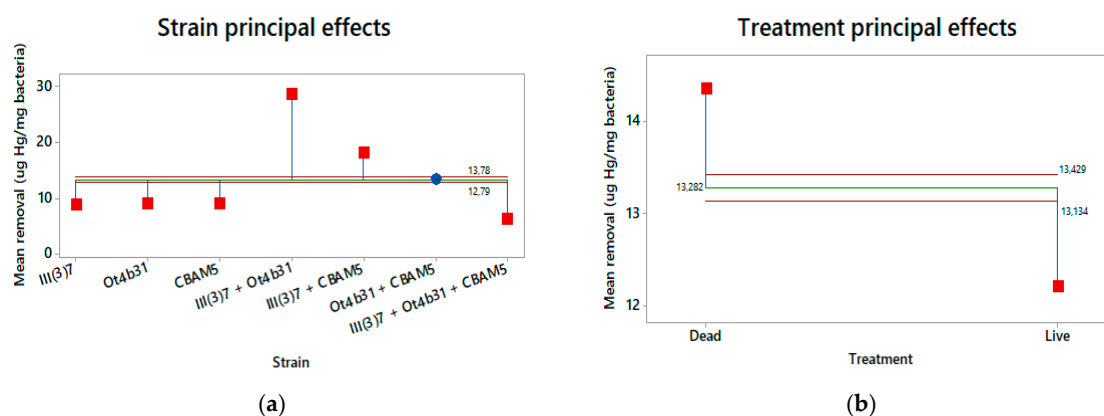 Strain principal effects
Mean removal (ug Hg/mg bacteria)
30
20
10
0
13,78
12,79
III(3)7
Ot4b31
CBAM5
III(3)7 + Ot4b31
III(3)7 + CBAM5
Ot4b31 + CBAM5
III(3)7 + Ot4b31 + CBAM5
Strain
(a)
Treatment principal effects
Mean removal (ug Hg/mg bacteria)
14
13
12
13,429
13,282
13,134
Dead
Live
Treatment
(b)